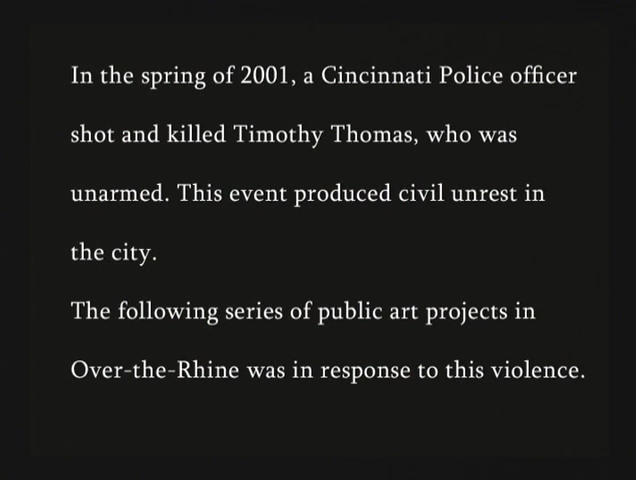 In the spring of 2001, a Cincinnati Police officer
shot and killed Timothy Thomas, who was
unarmed. This event produced civil unrest in
the city.
The following series of public art projects in
Over-the-Rhine was in response to this violence.